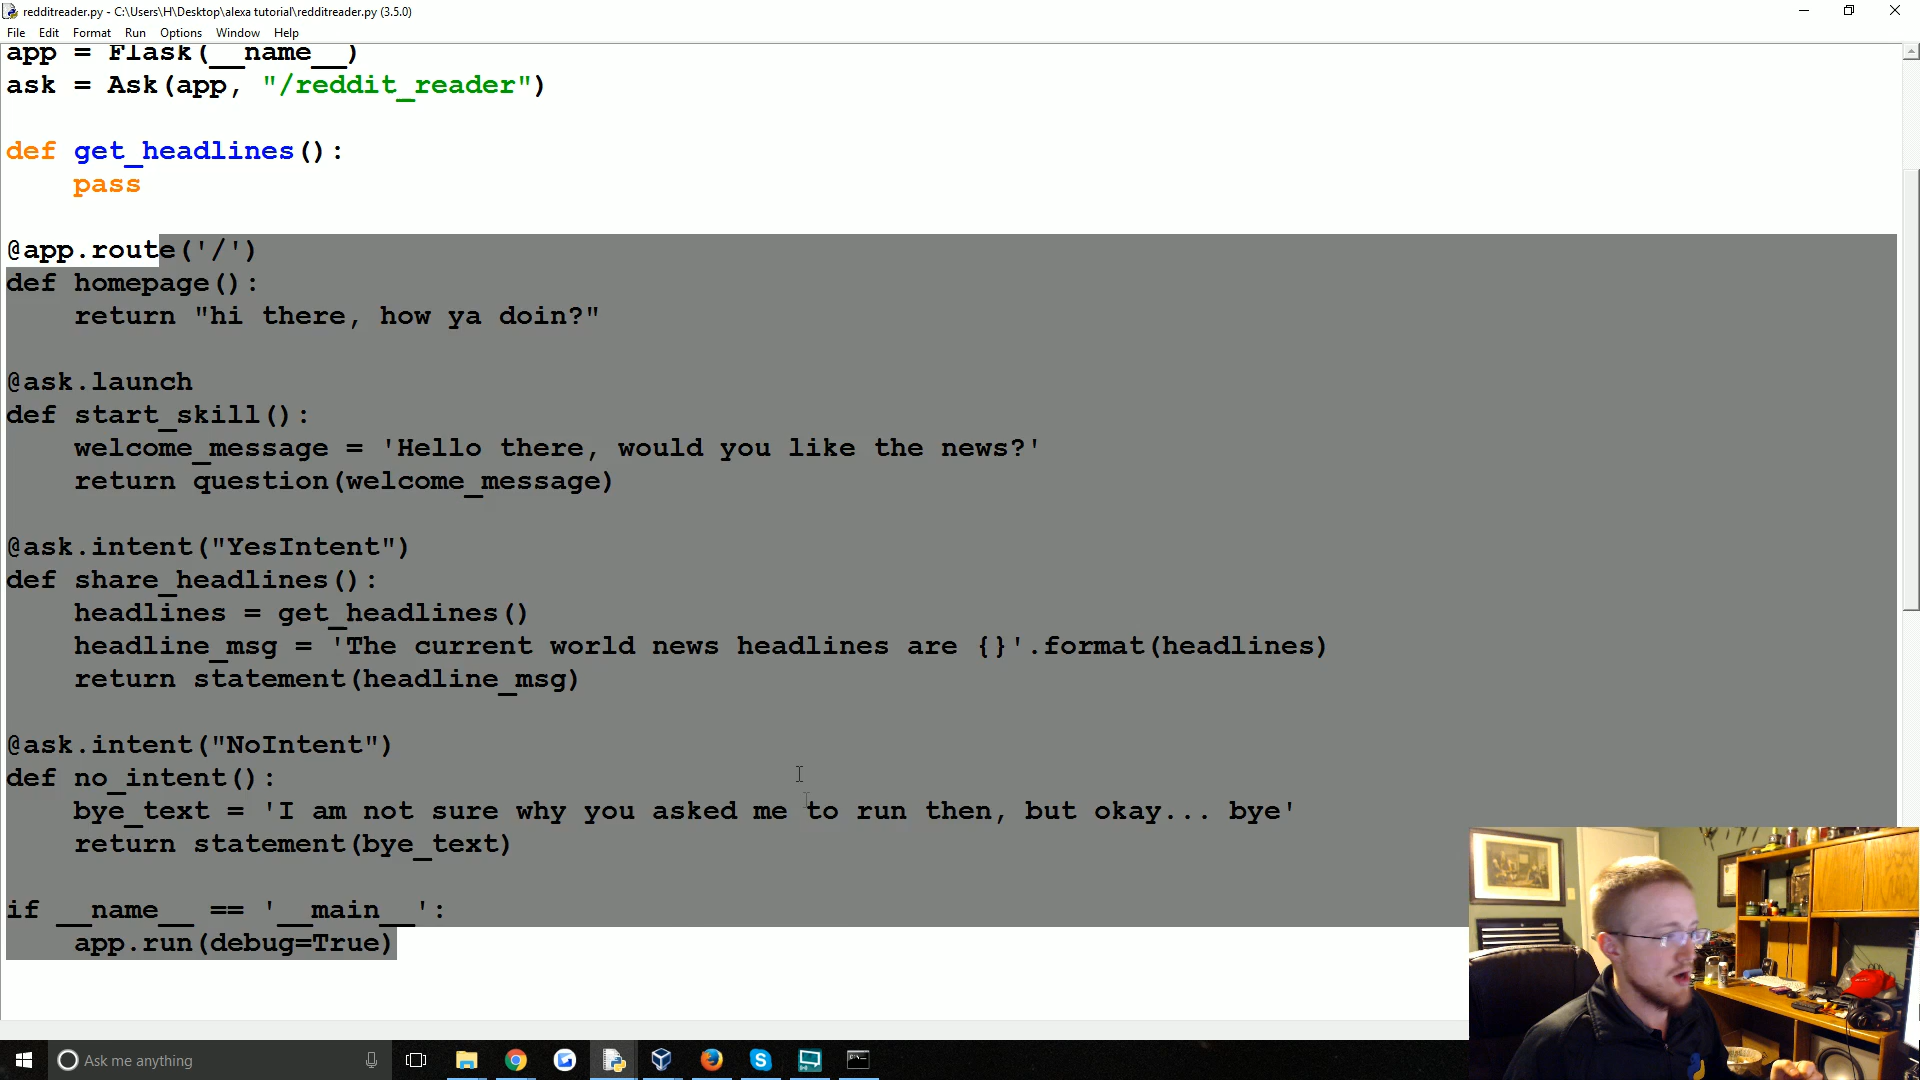 redditreader.py - C:\Users\H\Desktop\alexa tutorial\redditreader.py (3.5.0)
File Edit Format Run Options Window Help
app = Flask(__name__)
ask = Ask(app, "/reddit_reader")
def get_headlines():
    pass
@app.route('/')
def homepage():
    return "hi there, how ya doin?"
@ask.launch
def start_skill():
    welcome_message = 'Hello there, would you like the news?'
    return question(welcome_message)
@ask.intent("YesIntent")
def share_headlines():
    headlines = get_headlines()
    headline_msg = 'The current world news headlines are {}'.format(headlines)
    return statement(headline_msg)
@ask.intent("NoIntent")
def no_intent():
    bye_text = 'I am not sure why you asked me to run then, but okay... bye'
    return statement(bye_text)
if __name__ == '__main__':
    app.run(debug=True)
Ask me anything